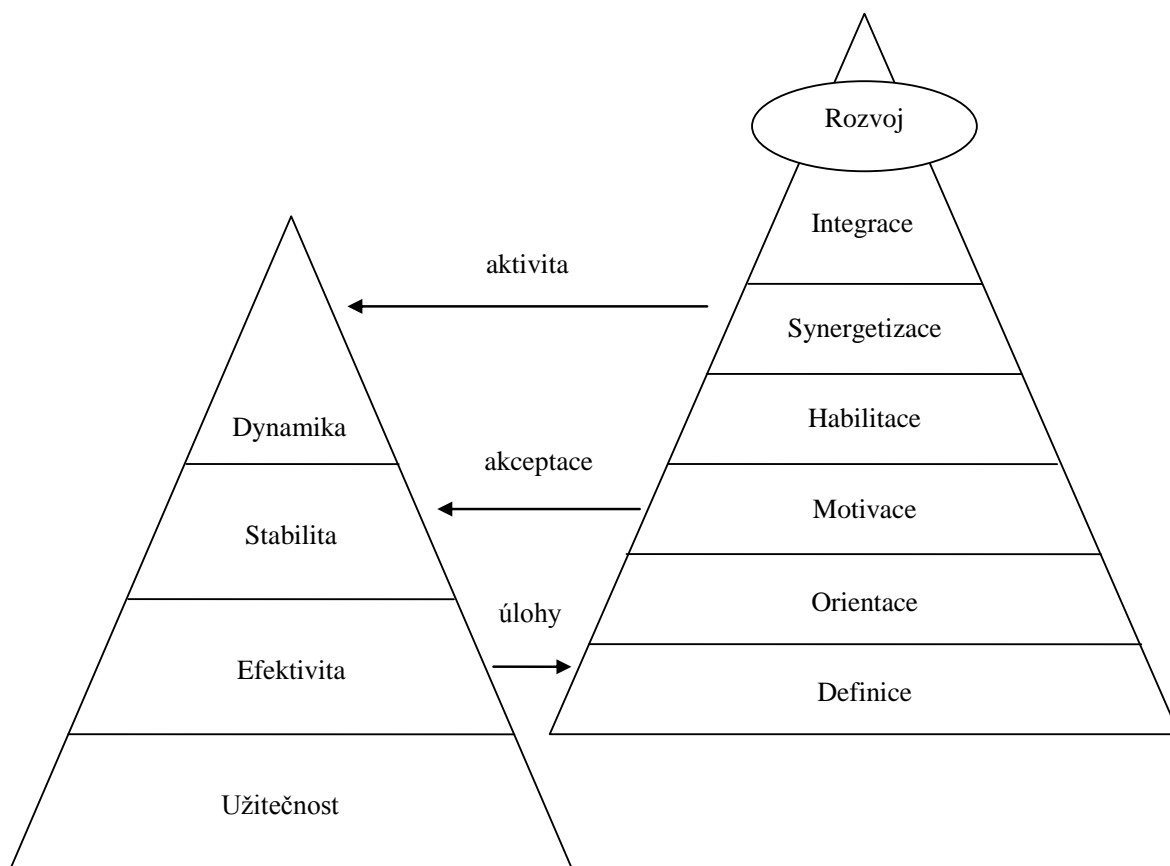 Rozvoj
Integrace
aktivita
Synergetizace
Habilitace
Dynamika
akceptace
Motivace
Stabilita
Orientace
úlohy
Efektivita
Definice
Užitečnost